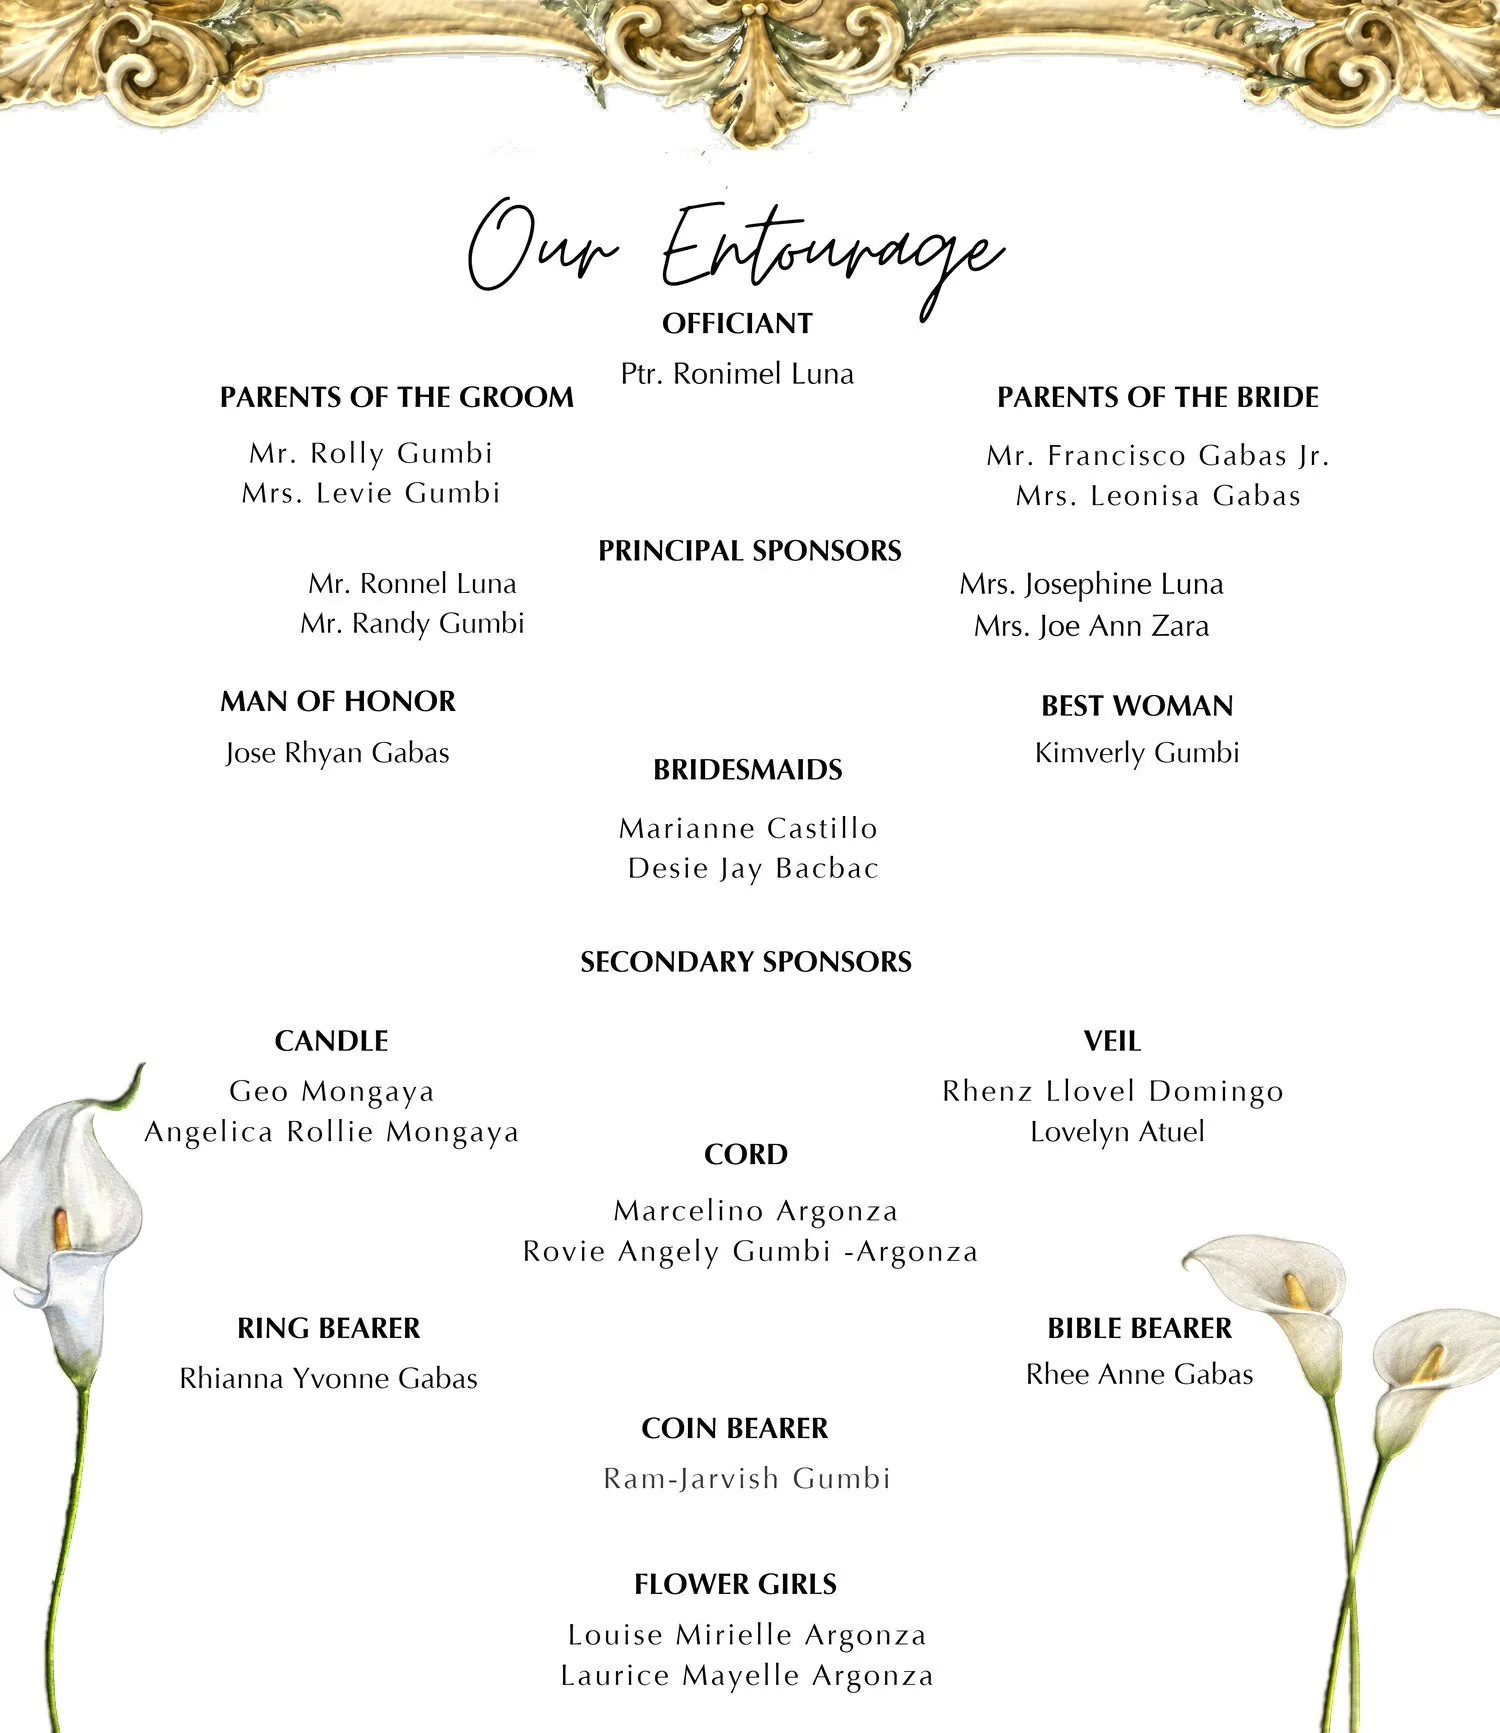 Our Entourage
OFFICIANT
Ptr. Ronimel Luna
PARENTS OF THE GROOM
Mr. Rolly Gumbi
Mrs. Levie Gumbi
PARENTS OF THE BRIDE
Mr. Francisco Gabas Jr.
Mrs. Leonisa Gabas
PRINCIPAL SPONSORS
Mr. Ronnel Luna
Mr. Randy Gumbi
Mrs. Josephine Luna
Mrs. Joe Ann Zara
MAN OF HONOR
Jose Rhyan Gabas
BEST WOMAN
Kimverly Gumbi
BRIDESMAIDS
Marianne Castillo
Desie Jay Bacbac
SECONDARY SPONSORS
CANDLE
Geo Mongaya
Angelica Rollie Mongaya
VEIL
Rhenz Llovel Domingo
Lovelyn Atuel
CORD
Marcelino Argonza
Rovie Angely Gumbi -Argonza
RING BEARER
Rhianna Yvonne Gabas
BIBLE BEARER
Rhee Anne Gabas
COIN BEARER
Ram-Jarvish Gumbi
FLOWER GIRLS
Louise Mirielle Argonza
Laurice Mayelle Argonza